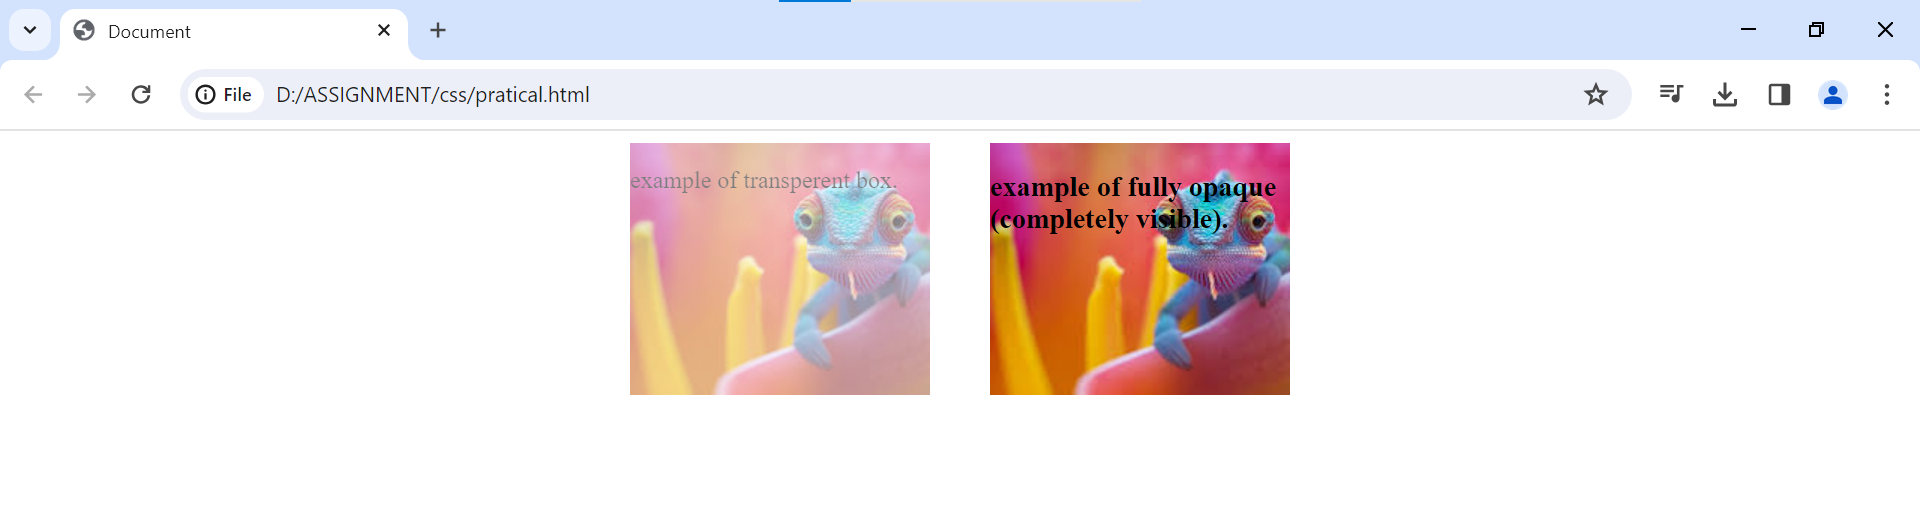 Document
File
D:/ASSIGNMENT/css/pratical.html
example of transperent box.
example of fully opaque
(completely visible).